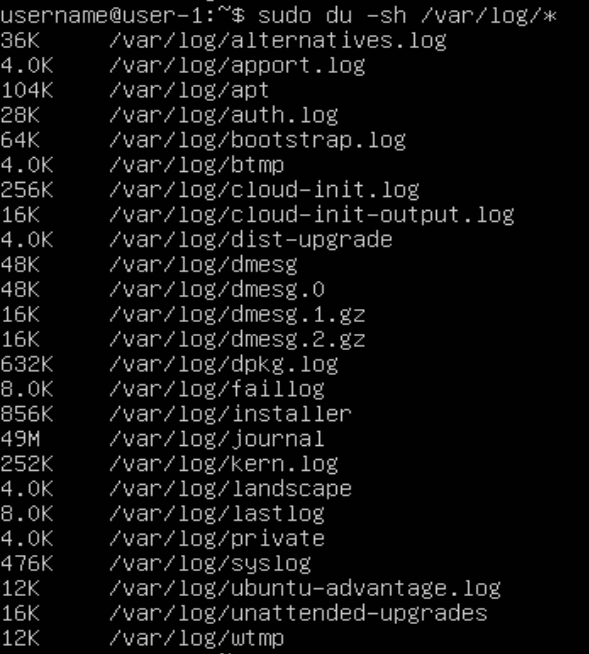 username@user-1:~$ sudo du -sh /var/log/*
36K     /var/log/alternatives.log
4.0K    /var/log/apport.log
104K    /var/log/apt
28K     /var/log/auth.log
64K     /var/log/bootstrap.log
4.0K    /var/log/btmp
256K    /var/log/cloud-init.log
16K     /var/log/cloud-init-output.log
4.0K    /var/log/dist-upgrade
48K     /var/log/dmesg
48K     /var/log/dmesg.0
16K     /var/log/dmesg.1.gz
16K     /var/log/dmesg.2.gz
632K    /var/log/dpkg.log
8.0K    /var/log/faillog
856K    /var/log/installer
49M     /var/log/journal
252K    /var/log/kern.log
4.0K    /var/log/landscape
8.0K    /var/log/lastlog
4.0K    /var/log/private
476K    /var/log/syslog
12K     /var/log/ubuntu-advantage.log
16K     /var/log/unattended-upgrades
12K     /var/log/wtmp